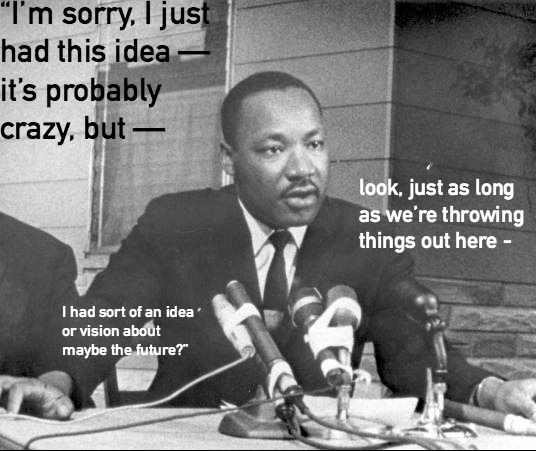 “I’m sorry, I just
had this idea —
it’s probably
crazy, but —
look, just as long
as we’re throwing
things out here -
I had sort of an idea
or vision about
maybe the future?”